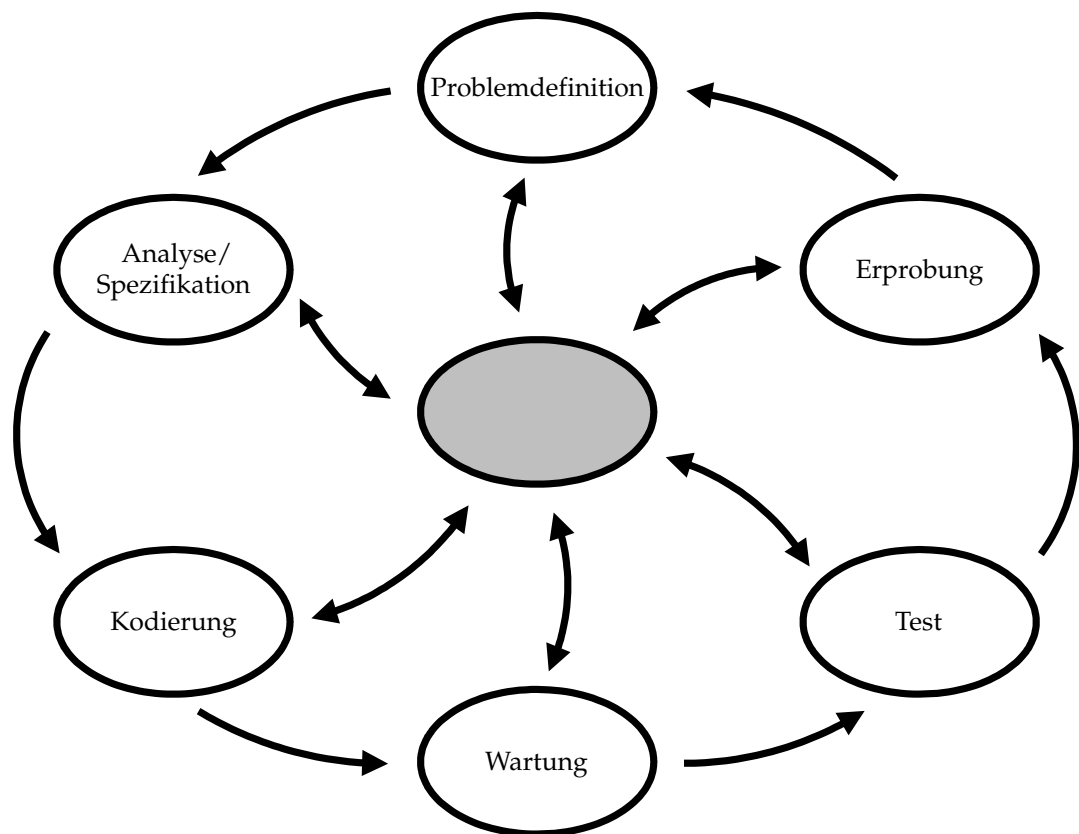 Problemdefinition
Analyse/
Spezifikation
Erprobung
Kodierung
Test
Wartung